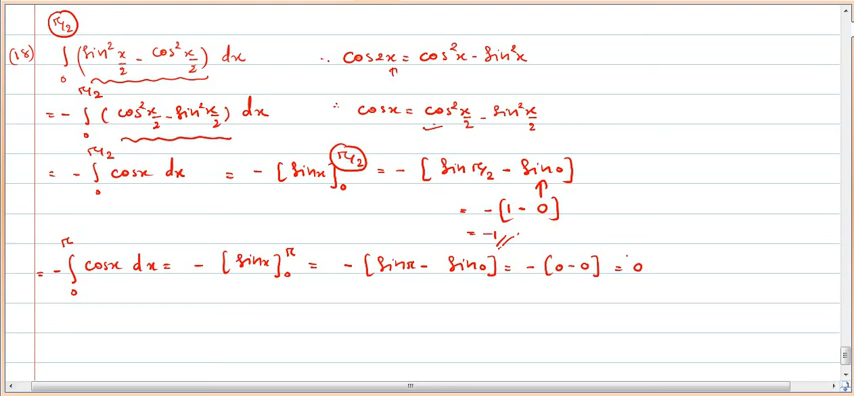 π/2
(18) ∫₀ (sin² x/2 - cos² x/2) dx ∴ cos2x = cos²x - sin²x
= - ∫₀^π/2 (cos² x/2 - sin² x/2) dx ∵ cosx = cos² x/2 - sin² x/2
= - ∫₀^π/2 cosx dx = - [sinx]₀^π/2 = - [sin π/2 - sin0]
= - [1 - 0]
= -1 //
= - ∫₀^π cosx dx = - [sinx]₀^π = - [sinπ - sin0] = - [0-0] = 0